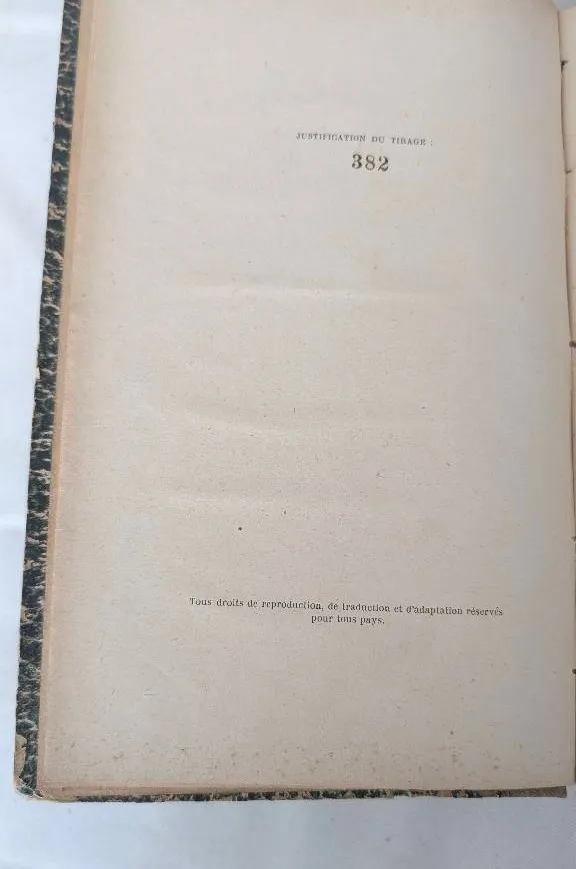 JUSTIFICATION DU TIRAGE :
382
Tous droits de reproduction, de traduction et d'adaptation réservés
pour tous pays.